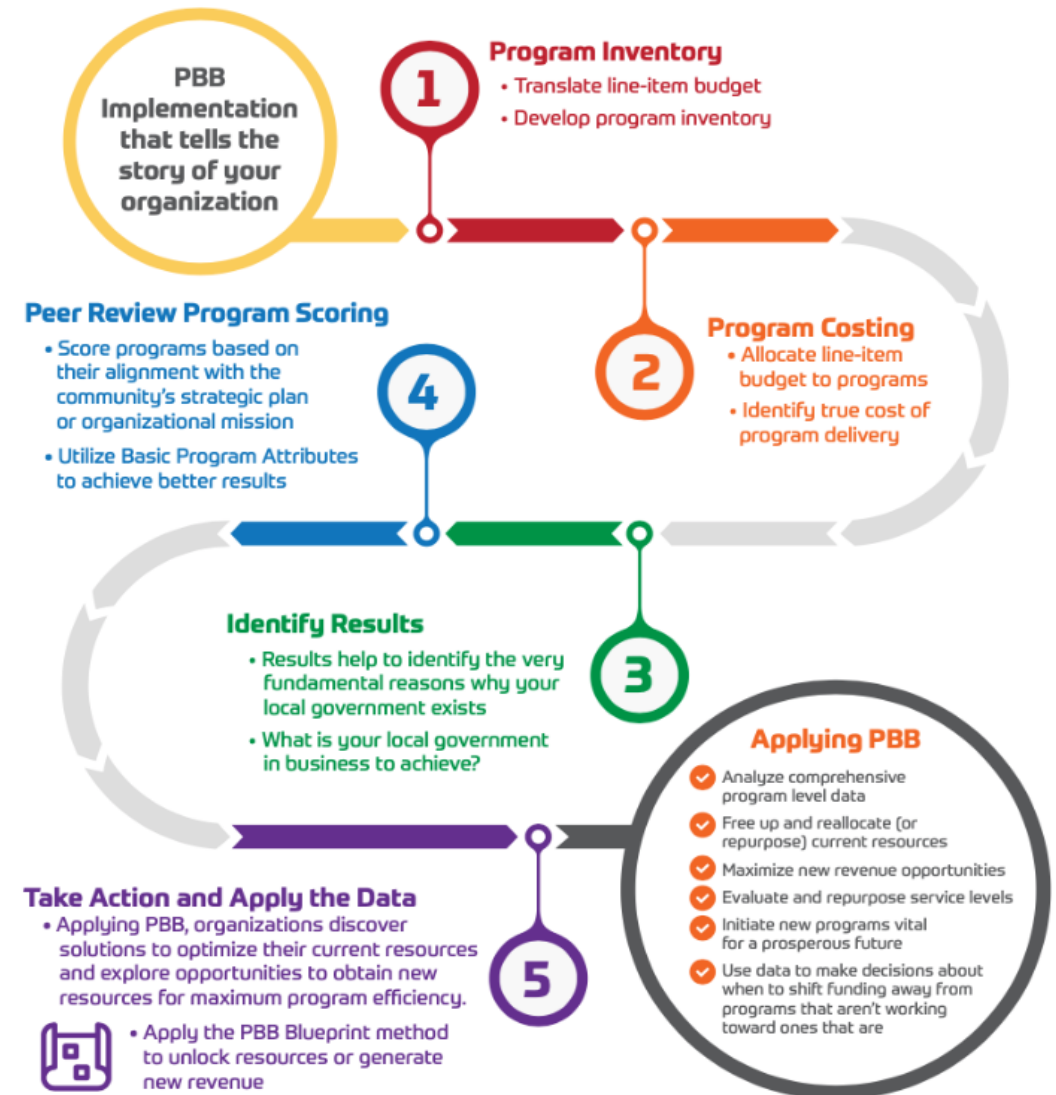 PBB
Implementation
that tells the
story of your
organization
1
Program Inventory
• Translate line-item budget
• Develop program inventory
2
Program Costing
• Allocate line-item
budget to programs
• Identify true cost of
program delivery
3
Identify Results
• Results help to identify the very
fundamental reasons why your
local government exists
• What is your local government
in business to achieve?
4
Peer Review Program Scoring
• Score programs based on
their alignment with the
community's strategic plan
or organizational mission
• Utilize Basic Program Attributes
to achieve better results
5
Take Action and Apply the Data
• Applying PBB, organizations discover
solutions to optimize their current resources
and explore opportunities to obtain new
resources for maximum program efficiency.
• Apply the PBB Blueprint method
to unlock resources or generate
new revenue
Applying PBB
Analyze comprehensive
program level data
Free up and reallocate (or
repurpose) current resources
Maximize new revenue opportunities
Evaluate and repurpose service levels
Initiate new programs vital
for a prosperous future
Use data to make decisions about
when to shift funding away from
programs that aren't working
toward ones that are